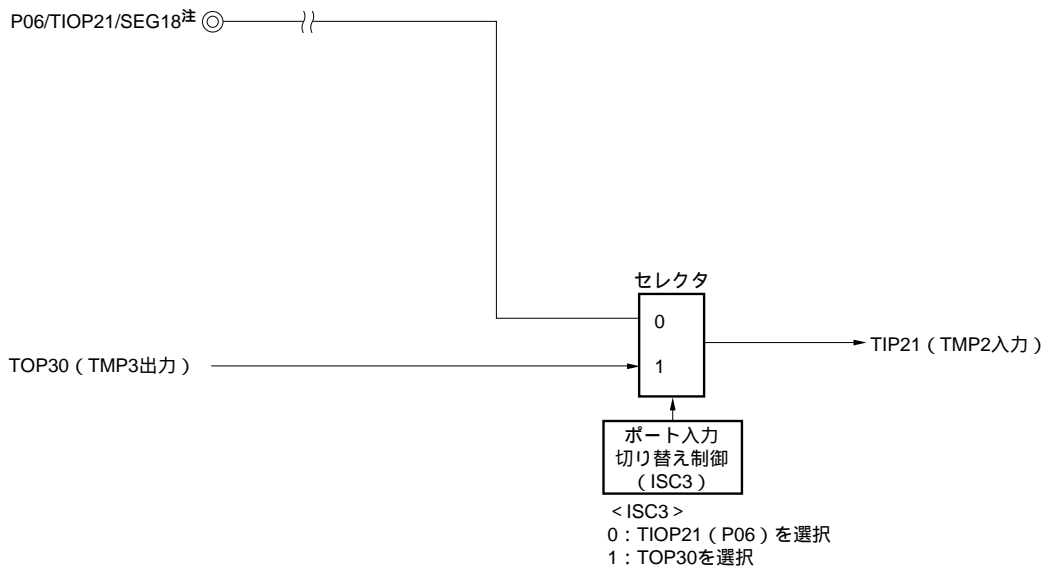 P06/TIOP21/SEG18注
セレクタ
0
TOP30（TMP3出力）
1
TIP21（TMP2入力）
ポート入力
切り替え制御
（ISC3）
＜ISC3＞
0：TIOP21（P06）を選択
1：TOP30を選択